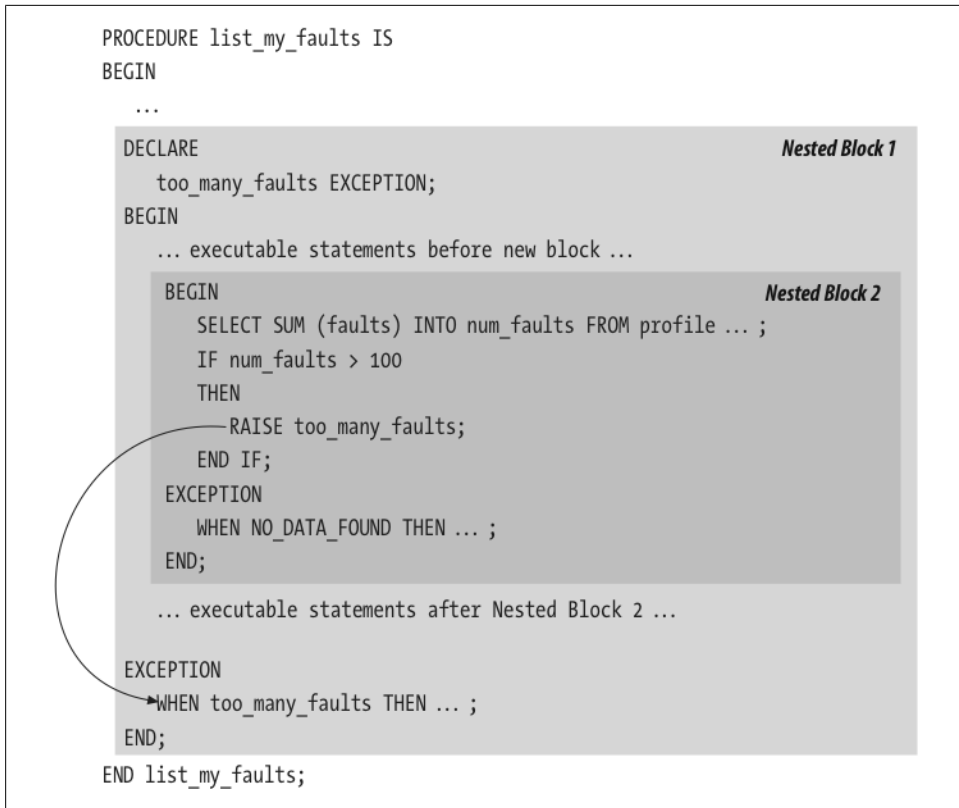 PROCEDURE list_my_faults IS
BEGIN
...
DECLARE Nested Block 1
too_many_faults EXCEPTION;
BEGIN
... executable statements before new block ...
BEGIN Nested Block 2
SELECT SUM (faults) INTO num_faults FROM profile ... ;
IF num_faults > 100
THEN
RAISE too_many_faults;
END IF;
EXCEPTION
WHEN NO_DATA_FOUND THEN ... ;
END;
... executable statements after Nested Block 2 ...
EXCEPTION
WHEN too_many_faults THEN ... ;
END;
END list_my_faults;